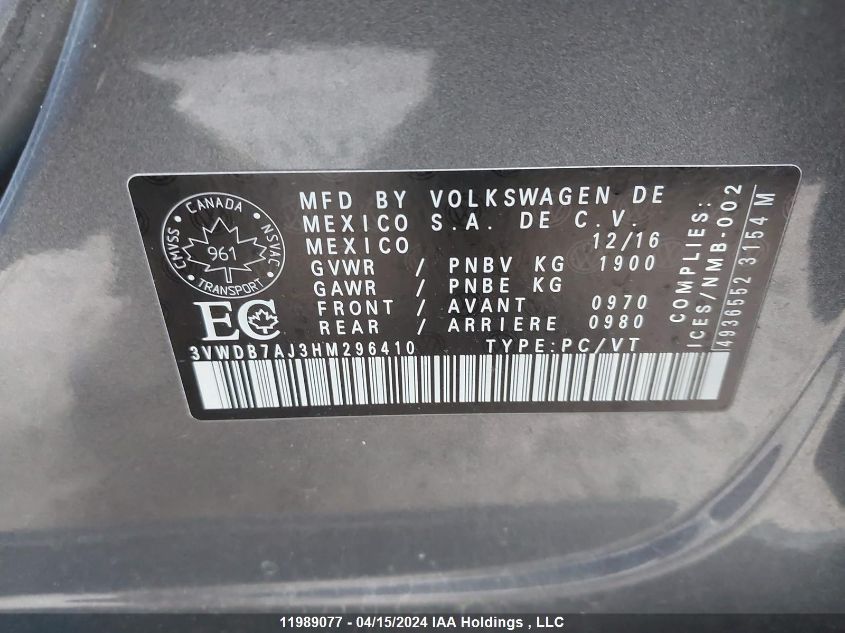 MFD BY VOLKSWAGEN DE
MEXICO S.A. DE C.V.
MEXICO 12/16
GVWR / PNBV KG 1900
GAWR / PNBE KG
FRONT / AVANT 0970
REAR / ARRIERE 0980
3VWDB7AJ3HM296410 TYPE:PC/VT
CANADA
CMVSS
NSVAC
961
TRANSPORT
EC
COMPLIES:
ICES/NMB-002
4936552 3154 M
11989077 - 04/15/2024 IAA Holdings , LLC